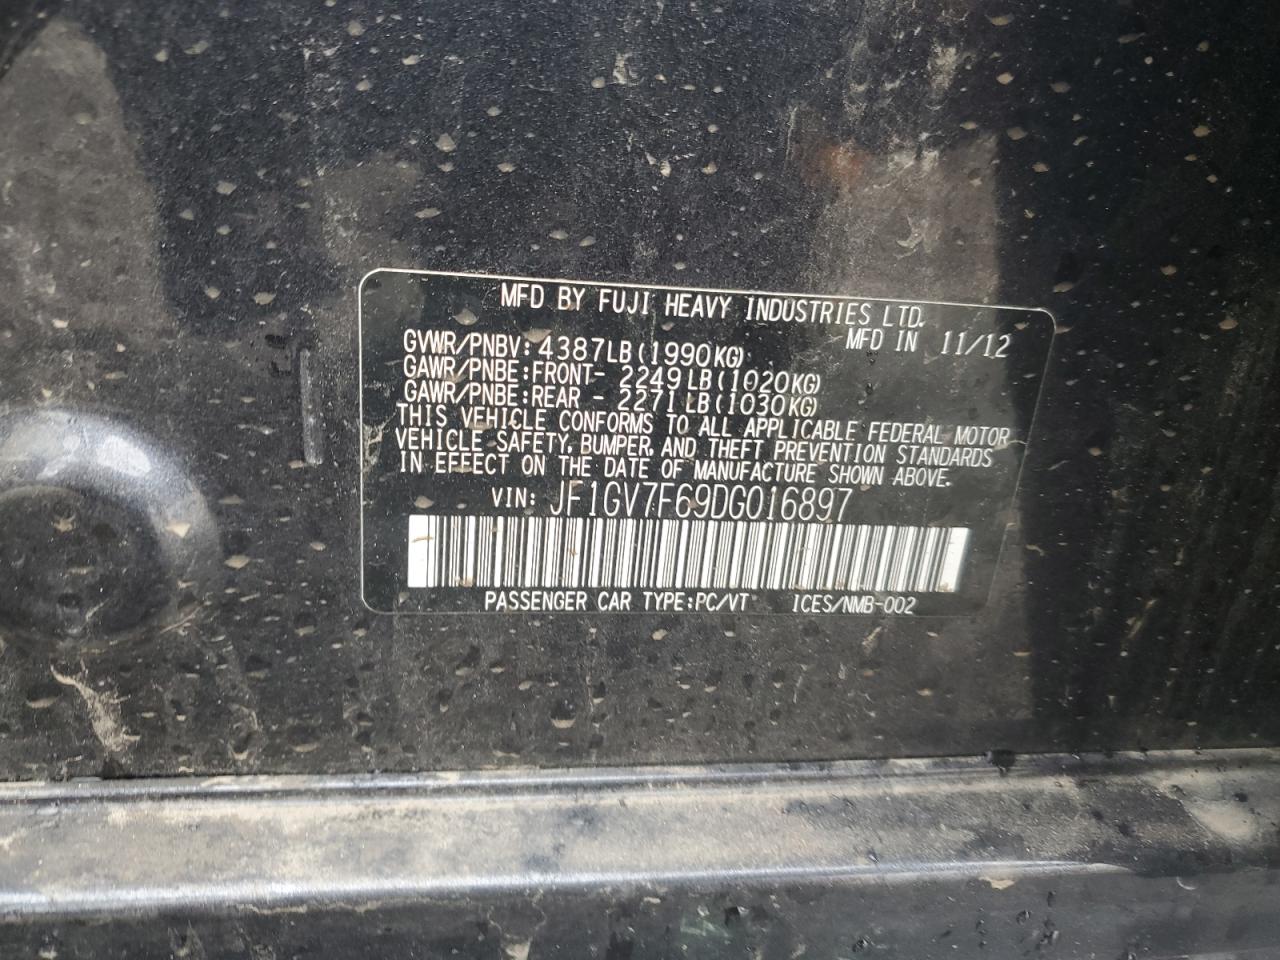 MFD BY FUJI HEAVY INDUSTRIES LTD.
MFD IN 11/12
GVWR/PNBV: 4387LB(1990KG)
GAWR/PNBE:FRONT- 2249LB(1020KG)
GAWR/PNBE:REAR - 2271LB(1030KG)
THIS VEHICLE CONFORMS TO ALL APPLICABLE FEDERAL MOTOR
VEHICLE SAFETY, BUMPER, AND THEFT PREVENTION STANDARDS
IN EFFECT ON THE DATE OF MANUFACTURE SHOWN ABOVE.
VIN: JF1GV7F69DG016897
PASSENGER CAR TYPE:PC/VT ICES/NMB-002